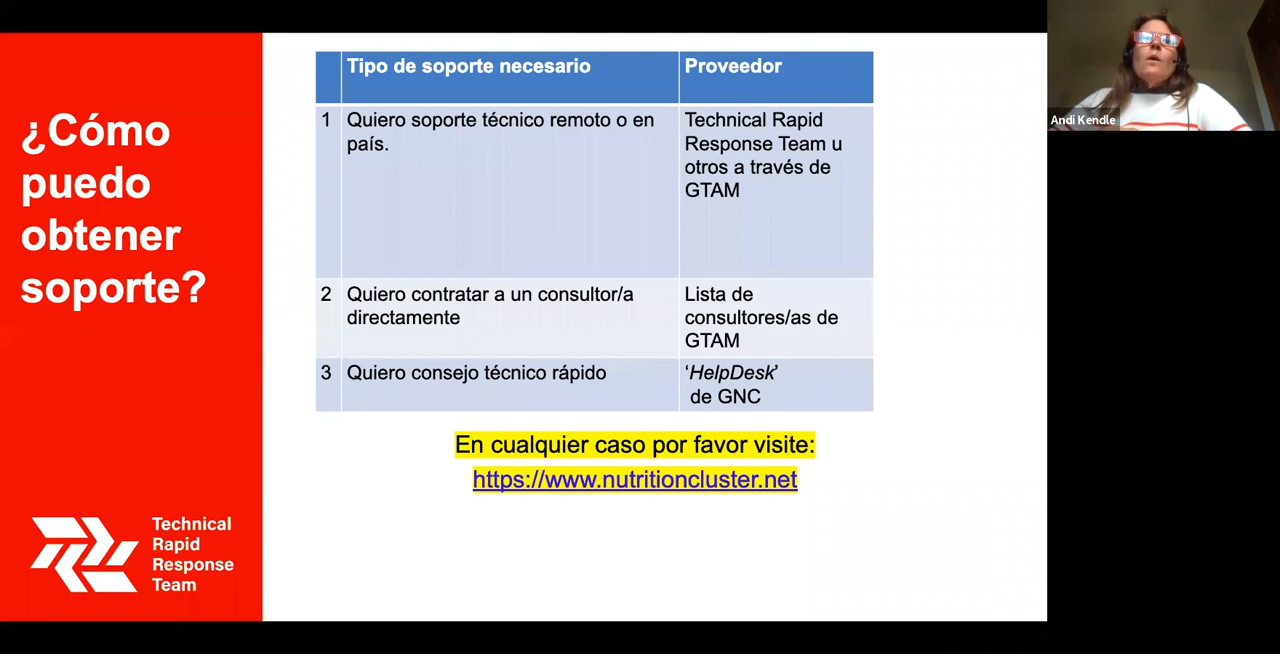 ¿Cómo
puedo
obtener
soporte?
Tipo de soporte necesario
Proveedor
1
Quiero soporte técnico remoto o en
país.
Technical Rapid
Response Team u
otros a través de
GTAM
2
Quiero contratar a un consultor/a
directamente
Lista de
consultores/as de
GTAM
3
Quiero consejo técnico rápido
‘HelpDesk’
de GNC
En cualquier caso por favor visite:
https://www.nutritioncluster.net
Technical
Rapid
Response
Team
Andi Kendle